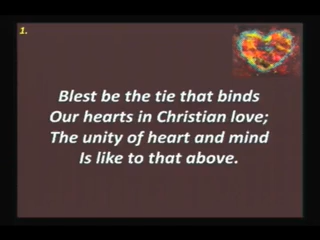 1.
Blest be the tie that binds
Our hearts in Christian love;
The unity of heart and mind
Is like to that above.